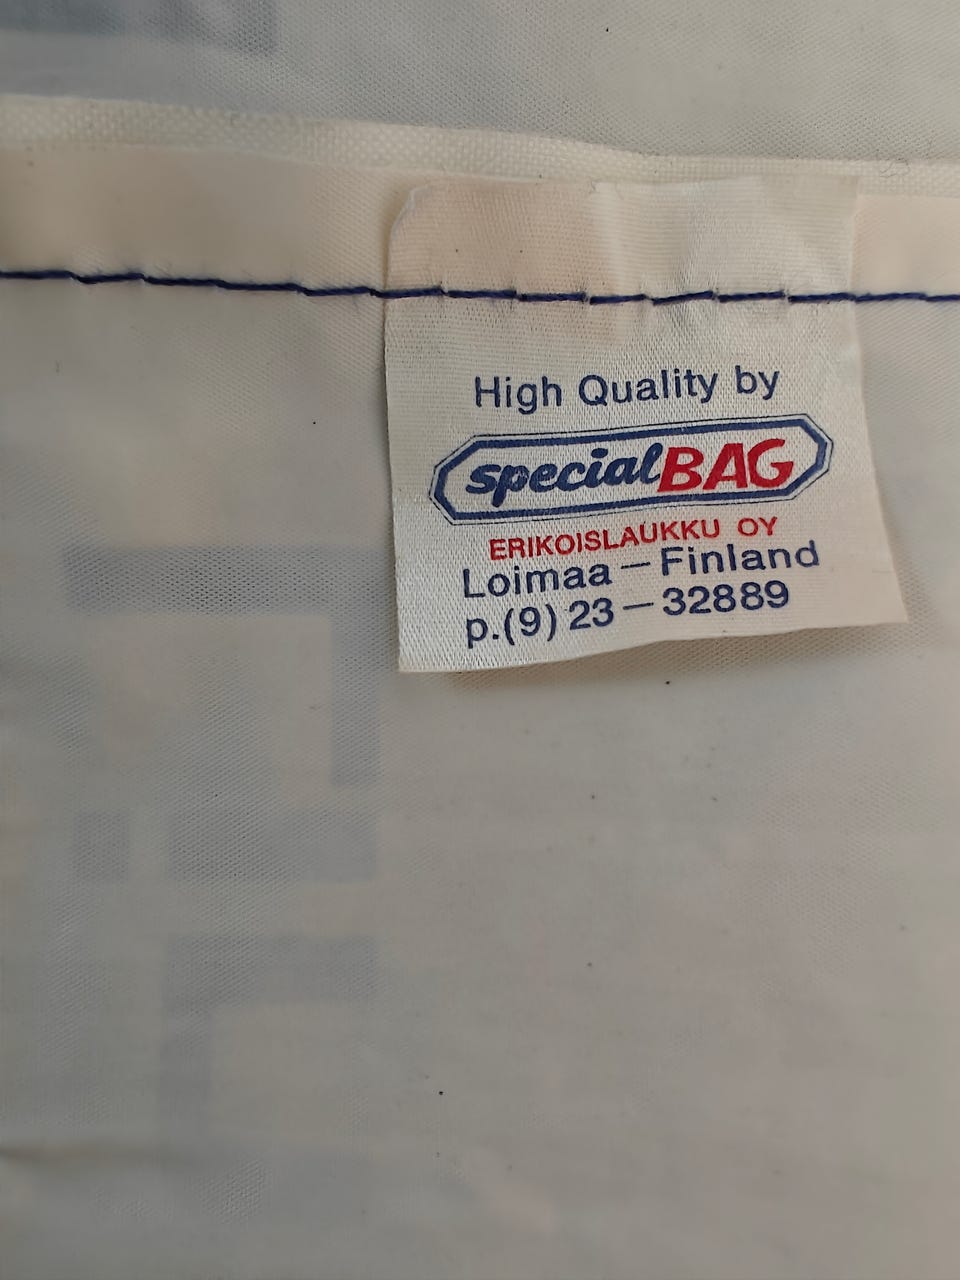 High Quality by
specialBAG
ERIKOISLAUKKU OY
Loimaa — Finland
p.(9) 23 — 32889